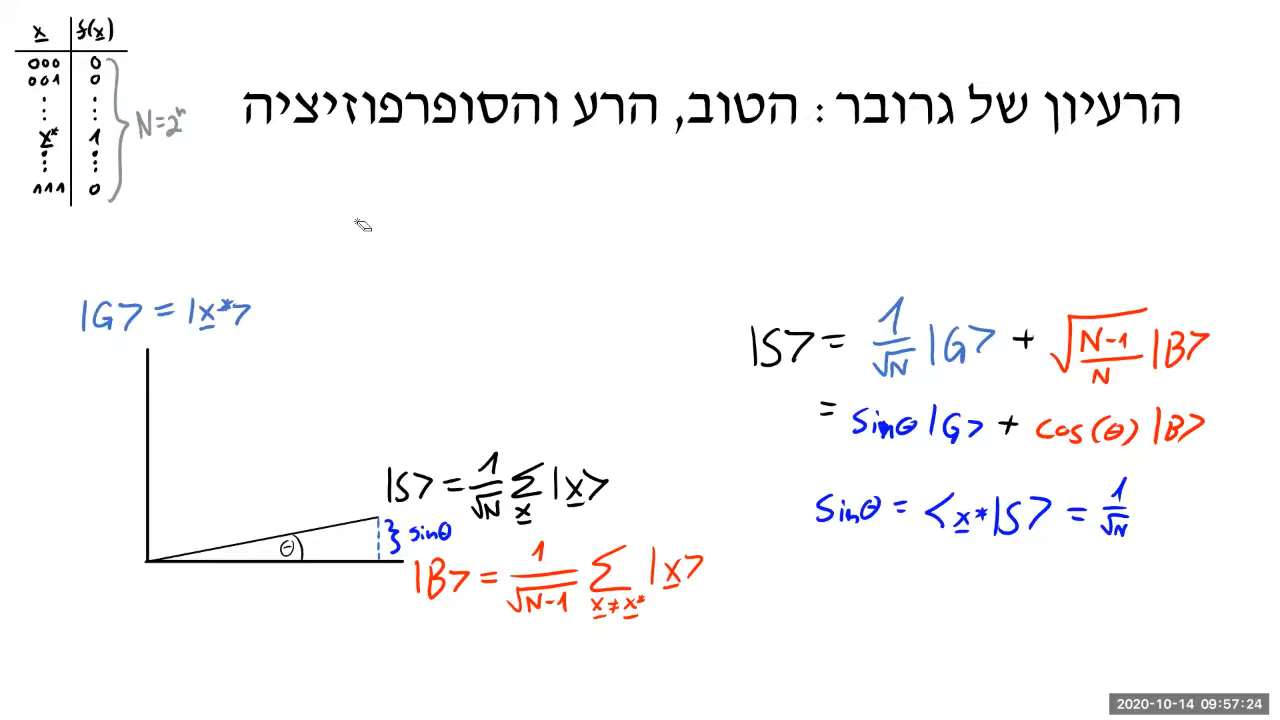 x f(x)
000 0
001 0
⋮ ⋮
x* 1
⋮ ⋮
111 0
N=2ⁿ
הרעיון של גרובר: הטוב, הרע והסופרפוזיציה
|G> = |x*>
|S> = 1/√N |G> + √((N-1)/N) |B>
= sinθ |G> + cos(θ) |B>
sinθ = <x*|S> = 1/√N
|S> = 1/√N Σ_x |x>
θ
} sinθ
|B> = 1/√(N-1) Σ_{x≠x*} |x>
2020-10-14 09:57:24